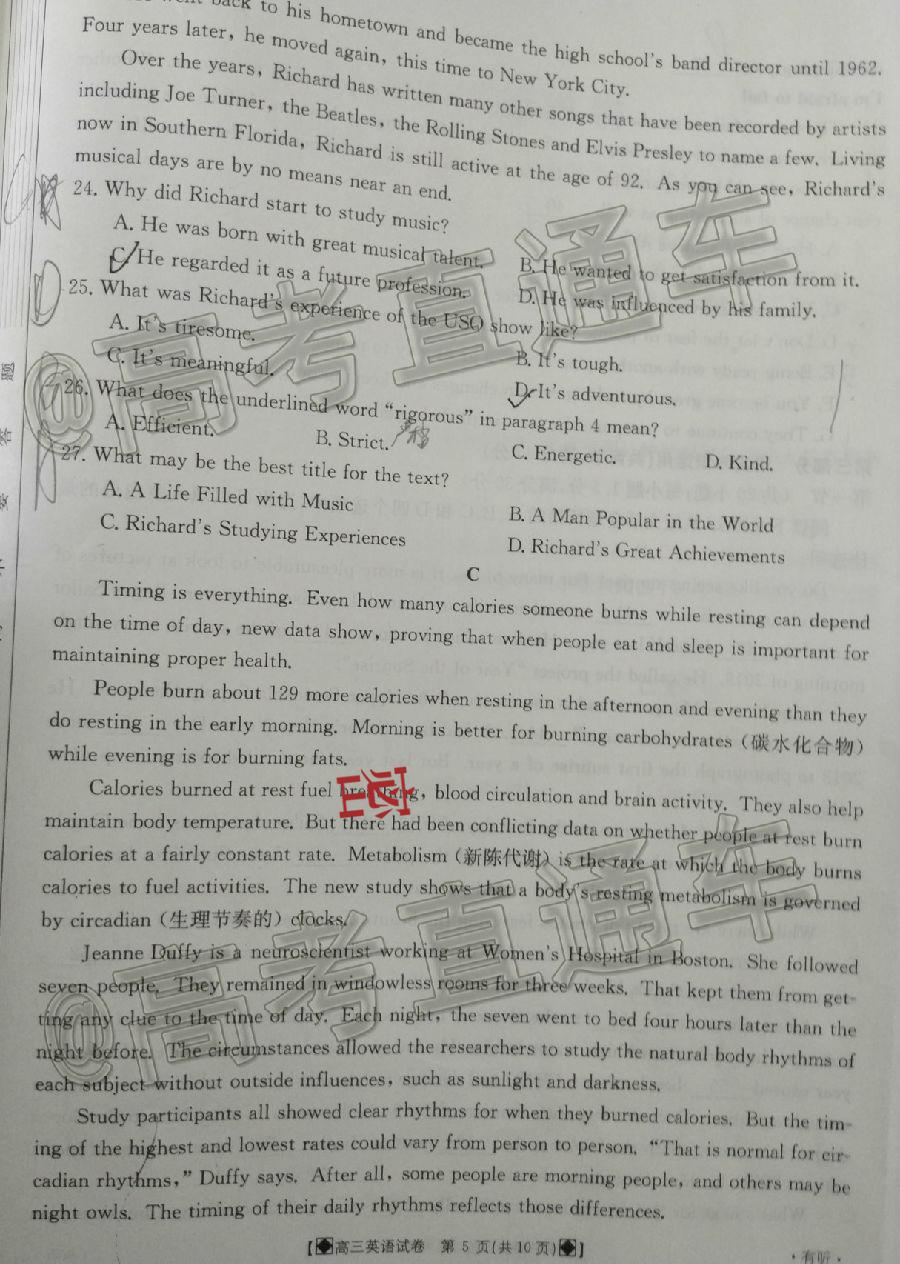 back to his hometown and became the high school's band director until 1962.
Four years later, he moved again, this time to New York City.
Over the years, Richard has written many other songs that have been recorded by artists
including Joe Turner, the Beatles, the Rolling Stones and Elvis Presley to name a few. Living
now in Southern Florida, Richard is still active at the age of 92. As you can see, Richard's
musical days are by no means near an end.
24. Why did Richard start to study music?
A. He was born with great musical talent.
B. He wanted to get satisfaction from it.
C. He regarded it as a future profession.
D. He was influenced by his family.
25. What was Richard's experience of the USO show like?
A. It's tiresome.
B. It's tough.
C. It's meaningful.
D. It's adventurous.
26. What does the underlined word "rigorous" in paragraph 4 mean?
A. Efficient.
B. Strict.
C. Energetic.
D. Kind.
27. What may be the best title for the text?
A. A Life Filled with Music
B. A Man Popular in the World
C. Richard's Studying Experiences
D. Richard's Great Achievements
C
Timing is everything. Even how many calories someone burns while resting can depend
on the time of day, new data show, proving that when people eat and sleep is important for
maintaining proper health.
People burn about 129 more calories when resting in the afternoon and evening than they
do resting in the early morning. Morning is better for burning carbohydrates (碳水化合物)
while evening is for burning fats.
Calories burned at rest fuel breathing, blood circulation and brain activity. They also help
maintain body temperature. But there had been conflicting data on whether people at rest burn
calories at a fairly constant rate. Metabolism (新陈代谢) is the rate at which the body burns
calories to fuel activities. The new study shows that a body's resting metabolism is governed
by circadian (生理节奏的) clocks.
Jeanne Duffy is a neuroscientist working at Women's Hospital in Boston. She followed
seven people. They remained in windowless rooms for three weeks. That kept them from get-
ting any clue to the time of day. Each night, the seven went to bed four hours later than the
night before. The circumstances allowed the researchers to study the natural body rhythms of
each subject without outside influences, such as sunlight and darkness.
Study participants all showed clear rhythms for when they burned calories. But the tim-
ing of the highest and lowest rates could vary from person to person. "That is normal for cir-
cadian rhythms," Duffy says. After all, some people are morning people, and others may be
night owls. The timing of their daily rhythms reflects those differences.
【◆高三英语试卷 第 5 页(共 10 页)◆】
·有听·
@高考直通车
@高考直通车
题
答
要